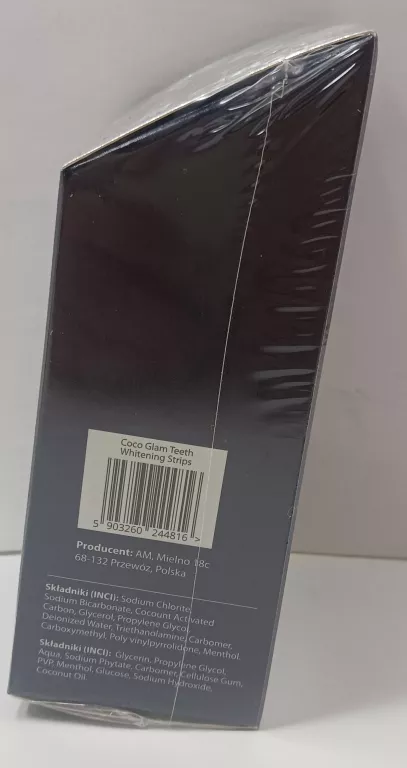 Coco Glam Teeth
Whitening Strips
5 903260 244816 >
Producent: AM, Mielno 18c
68-132 Przewóz, Polska
Składniki (INCI): Sodium Chlorite,
Sodium Bicarbonate, Cocount Activated
Carbon, Glycerol, Propylene Glycol,
Deionized Water, Triethanolamine, Carbomer,
Carboxymethyl, Poly vinylpyrrolidone, Menthol.
Składniki (INCI): Glycerin, Propylene Glycol,
Aqua, Sodium Phytate, Carbomer, Cellulose Gum,
PVP, Menthol, Glucose, Sodium Hydroxide,
Coconut Oil.